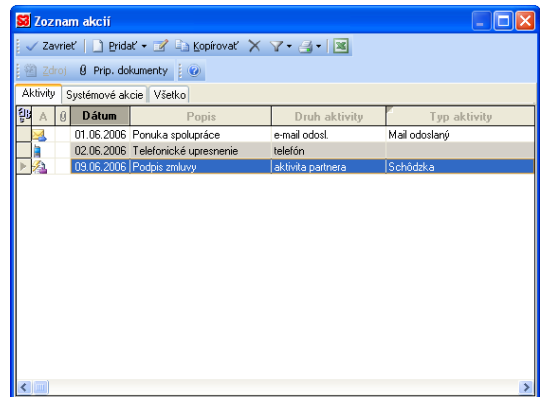 Zoznam akcií
Zavrieť Pridať Kopírovať
Zdroj Prip. dokumenty
Aktivity Systémové akcie Všetko
A Dátum Popis Druh aktivity Typ aktivity
01.06.2006 Ponuka spolupráce e-mail odosl. Mail odoslaný
02.06.2006 Telefonické upresnenie telefón
09.06.2006 Podpis zmluvy aktivita partnera Schôdzka